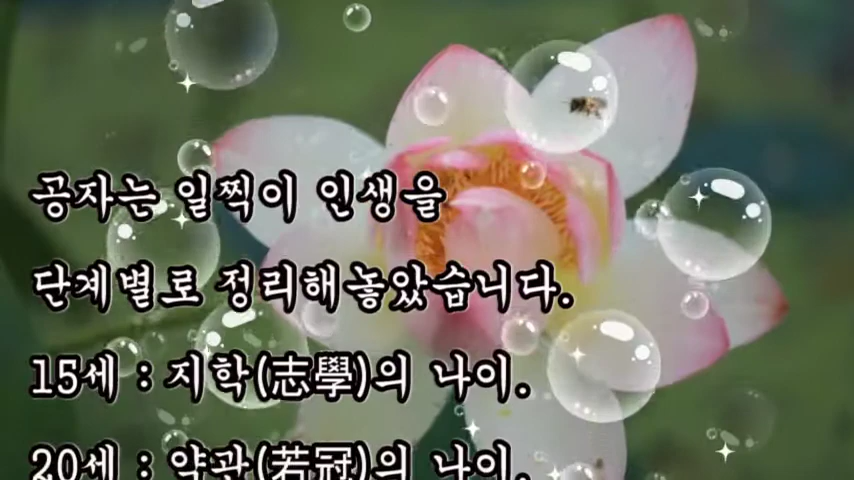 공자는 일찍이 인생을
단계별로 정리해놓았습니다.
15세 : 지학(志學)의 나이.
20세 : 약관(若冠)의 나이.